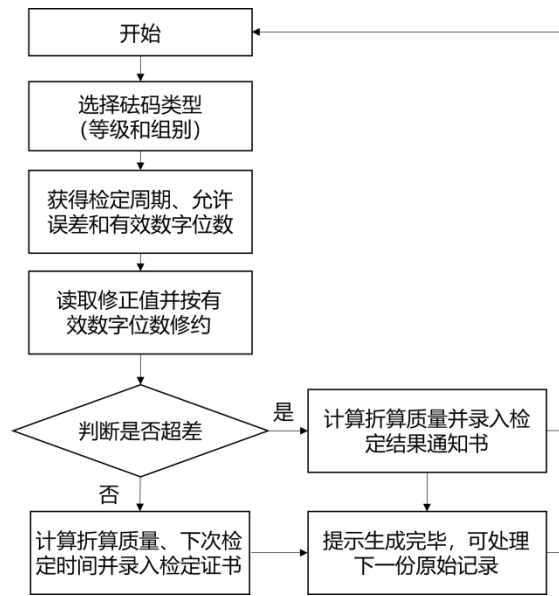 开始
选择砝码类型
（等级和组别）
获得检定周期、允许
误差和有效数字位数
读取修正值并按有
效数字位数修约
判断是否超差
是
计算折算质量并录入检
定结果通知书
否
计算折算质量、下次检
定时间并录入检定证书
提示生成完毕，可处理
下一份原始记录